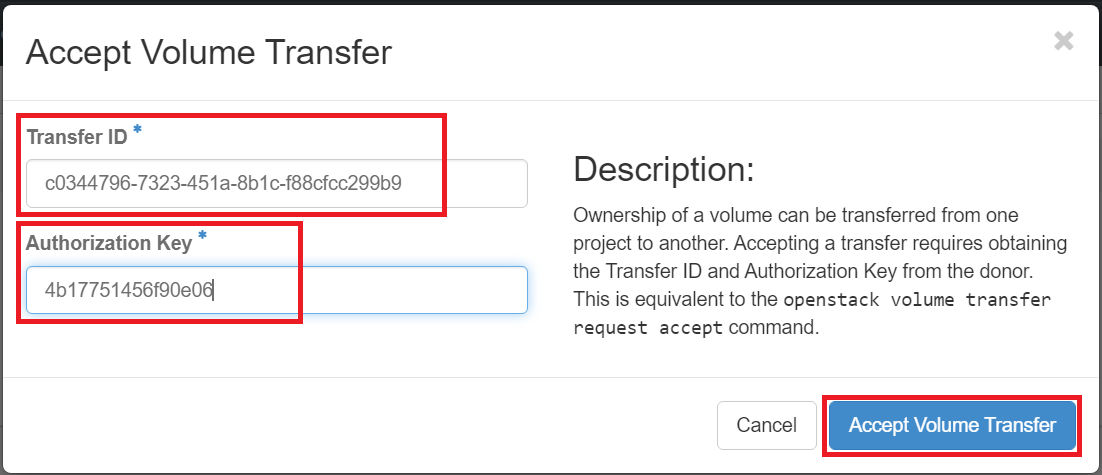 Accept Volume Transfer
Transfer ID *
c0344796-7323-451a-8b1c-f88cfcc299b9
Authorization Key *
4b17751456f90e06
Description:
Ownership of a volume can be transferred from one
project to another. Accepting a transfer requires obtaining
the Transfer ID and Authorization Key from the donor.
This is equivalent to the openstack volume transfer
request accept command.
Cancel
Accept Volume Transfer